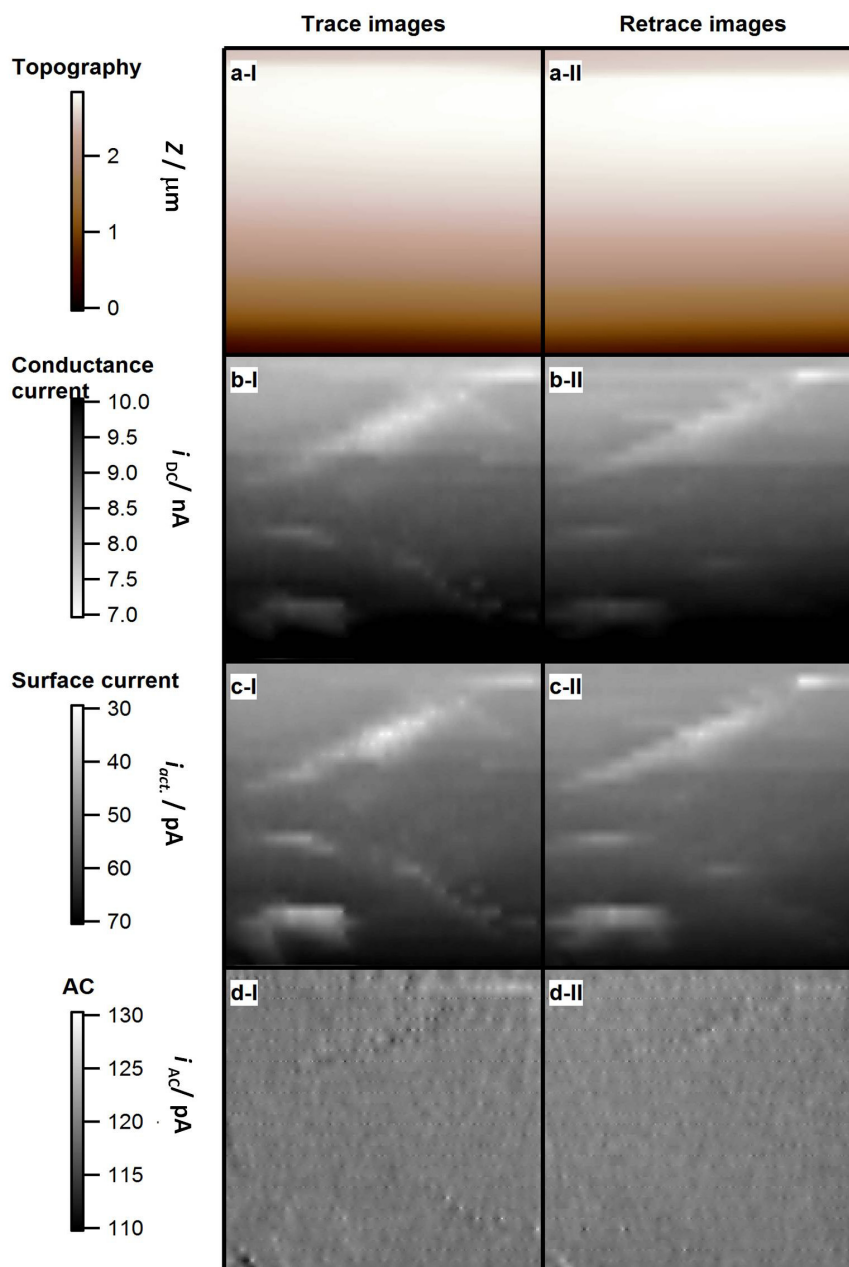 Trace images
Retrace images
Topography
a-I
a-II
2
1
0
Z / μm
Conductance
current
b-I
b-II
10.0
9.5
9.0
8.5
8.0
7.5
7.0
i DC/ nA
Surface current
c-I
c-II
30
40
50
60
70
i act. / pA
AC
d-I
d-II
130
125
120
115
110
i AC/ pA